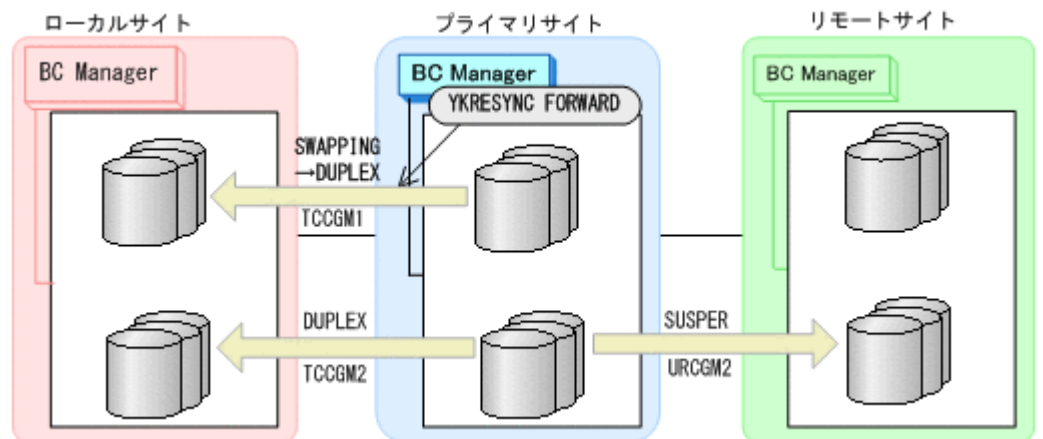 ローカルサイト
プライマリサイト
リモートサイト
BC Manager
BC Manager
BC Manager
YKRESYNC FORWARD
SWAPPING
→DUPLEX
TCCGM1
DUPLEX
TCCGM2
SUSPER
URCGM2